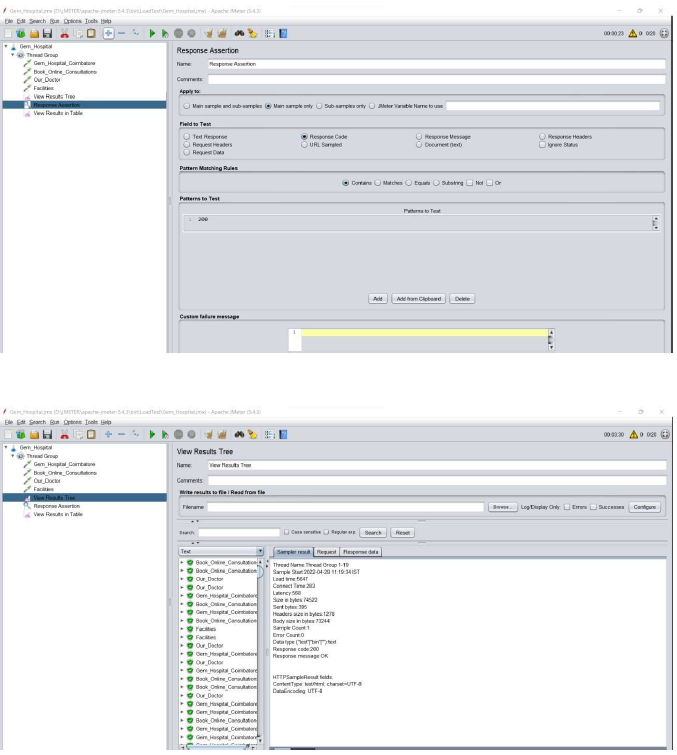 Gem_Hospital.jmx (D:\jMETER\apache-jmeter-5.4.3\bin\LoadTest\Gem_Hospital.jmx) - Apache JMeter (5.4.3)
File Edit Search Run Options Tools Help
00:00:23 0 0/20
Gem_Hospital
Thread Group
Gem_Hospital_Coimbatore
Book_Online_Consultations
Our_Doctor
Facilities
View Results Tree
Response Assertion
View Results in Table
Response Assertion
Name: Response Assertion
Comments:
Apply to:
Main sample and sub-samples Main sample only Sub-samples only JMeter Variable Name to use
Field to Test
Text Response Response Code Response Message Response Headers
Request Headers URL Sampled Document (text) Ignore Status
Request Data
Pattern Matching Rules
Contains Matches Equals Substring Not Or
Patterns to Test
Patterns to Test
1 200
Add Add from Clipboard Delete
Custom failure message
1
Gem_Hospital.jmx (D:\jMETER\apache-jmeter-5.4.3\bin\LoadTest\Gem_Hospital.jmx) - Apache JMeter (5.4.3)
File Edit Search Run Options Tools Help
00:00:30 0 0/20
Gem_Hospital
Thread Group
Gem_Hospital_Coimbatore
Book_Online_Consultations
Our_Doctor
Facilities
View Results Tree
Response Assertion
View Results in Table
View Results Tree
Name: View Results Tree
Comments:
Write results to file / Read from file
Filename Browse... Log/Display Only: Errors Successes Configure
Search: Case sensitive Regular exp. Search Reset
Text
Book_Online_Consultation
Book_Online_Consultation
Our_Doctor
Our_Doctor
Gem_Hospital_Coimbatore
Book_Online_Consultation
Gem_Hospital_Coimbatore
Book_Online_Consultation
Facilities
Facilities
Our_Doctor
Gem_Hospital_Coimbatore
Our_Doctor
Gem_Hospital_Coimbatore
Book_Online_Consultation
Book_Online_Consultation
Our_Doctor
Gem_Hospital_Coimbatore
Gem_Hospital_Coimbatore
Book_Online_Consultation
Gem_Hospital_Coimbatore
Gem_Hospital_Coimbatore
Sampler result Request Response data
Thread Name:Thread Group 1-19
Sample Start:2022-04-29 11:19:34 IST
Load time:5647
Connect Time:283
Latency:568
Size in bytes:74522
Sent bytes:395
Headers size in bytes:1278
Body size in bytes:73244
Sample Count:1
Error Count:0
Data type ("text"|"bin"|""):text
Response code:200
Response message:OK
HTTPSampleResult fields:
ContentType: text/html; charset=UTF-8
DataEncoding: UTF-8